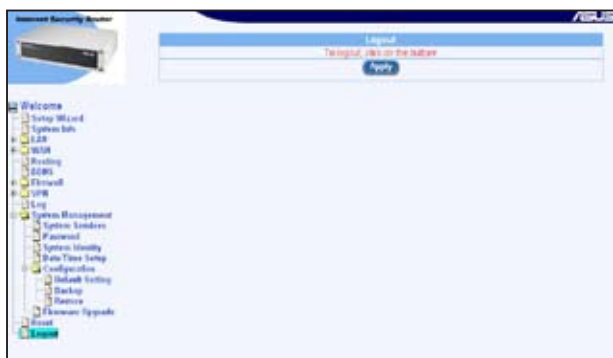 Internet Security Router
/ISUS
Logout
To logout, click on the button
Apply
Welcome
Setup Wizard
System Info
LAN
WAN
Routing
DDNS
Firewall
VPN
Log
System Management
System Services
Password
System Identity
Date Time Setup
Configuration
Default Setting
Backup
Restore
Firmware Upgrade
Reset
Logout